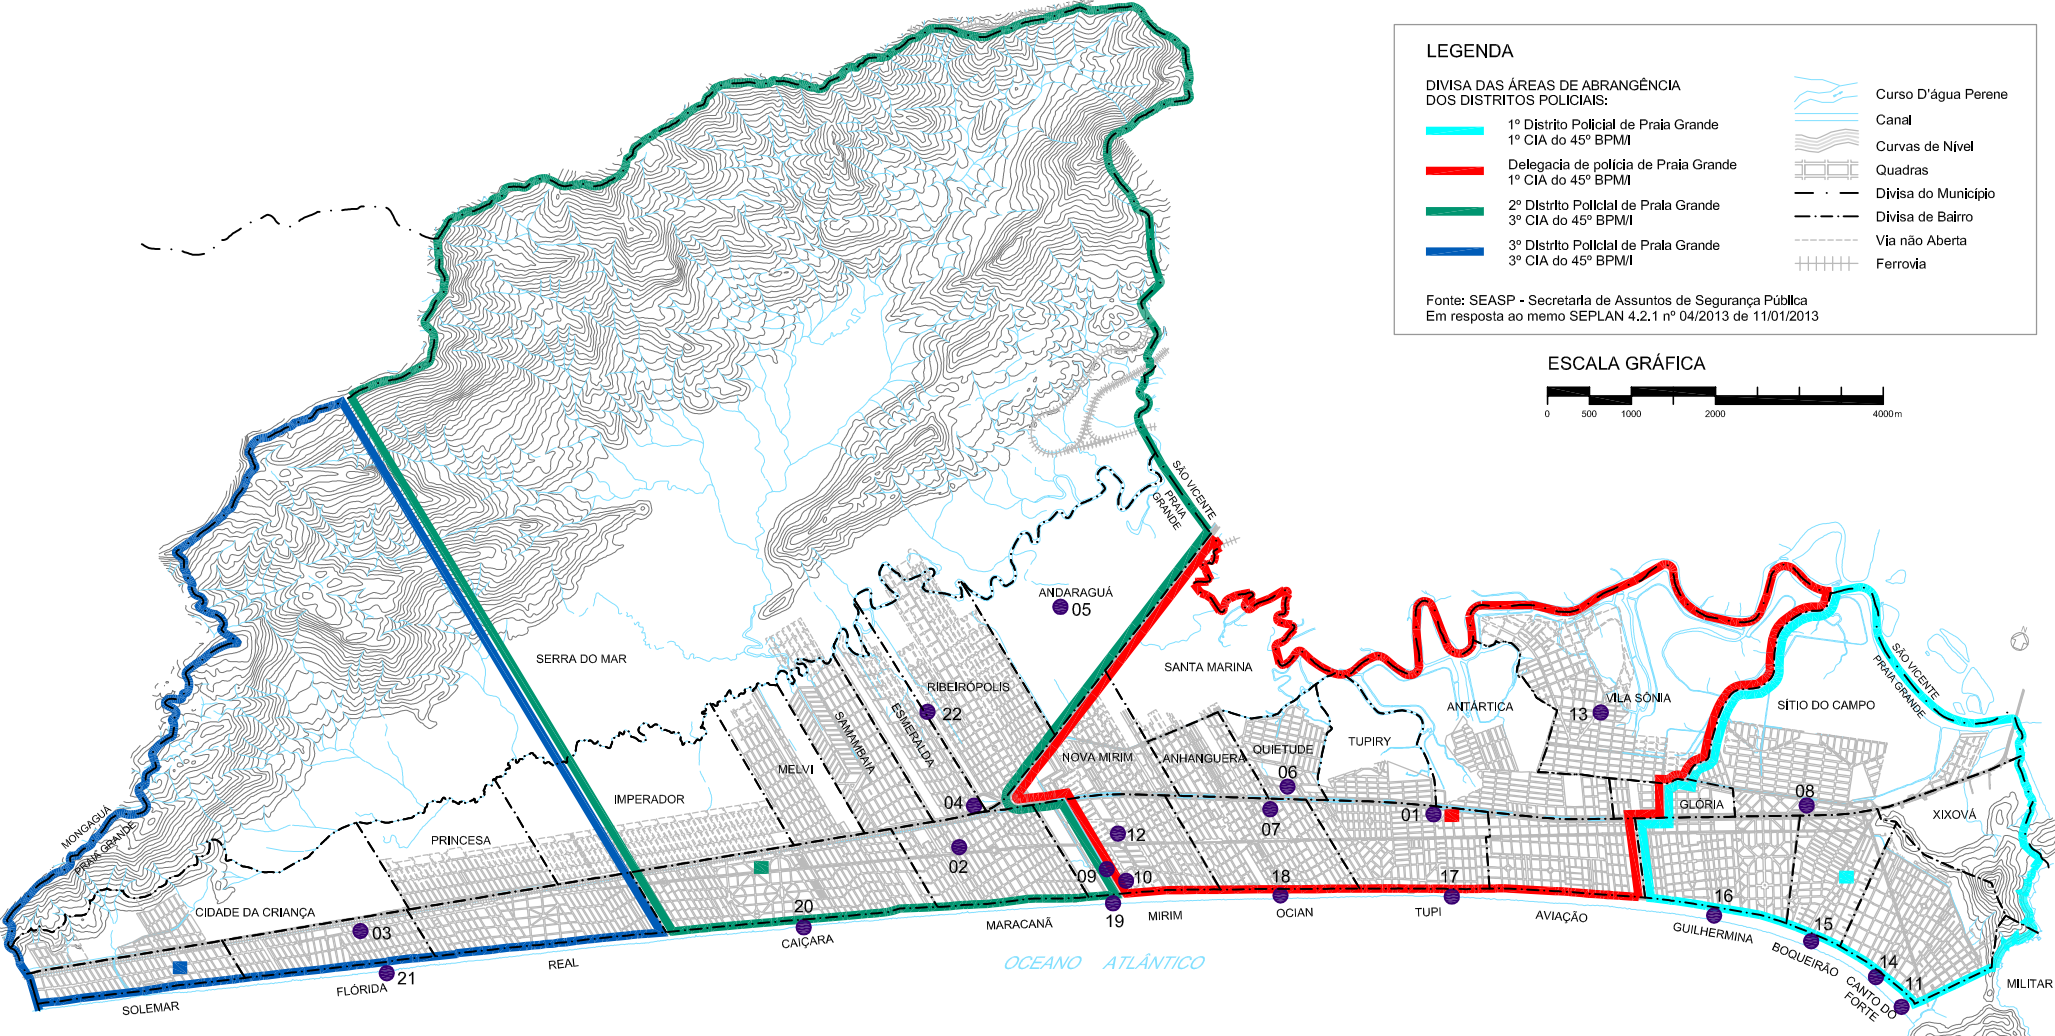 LEGENDA
DIVISA DAS ÁREAS DE ABRANGÊNCIA
DOS DISTRITOS POLICIAIS:
1º Distrito Policial de Praia Grande
1º CIA do 45º BPM/I
Delegacia de polícia de Praia Grande
1º CIA do 45º BPM/I
2º Distrito Policial de Praia Grande
3º CIA do 45º BPM/I
3º Distrito Policial de Praia Grande
3º CIA do 45º BPM/I
Curso D'água Perene
Canal
Curvas de Nível
Quadras
Divisa do Município
Divisa de Bairro
Via não Aberta
Ferrovia
Fonte: SEASP - Secretaria de Assuntos de Segurança Pública
Em resposta ao memo SEPLAN 4.2.1 nº 04/2013 de 11/01/2013
ESCALA GRÁFICA
0 500 1000 2000 4000m
SÃO VICENTE
PRAIA GRANDE
ANDARAGUÁ
05
SERRA DO MAR
SANTA MARINA
RIBEIRÓPOLIS
22
ESMERALDA
SAMAMBAIA
MELVI
IMPERADOR
PRINCESA
NOVA MIRIM
ANHANGUERA
QUIETUDE
06
TUPIRY
ANTÁRTICA
13
VILA SÔNIA
SÍTIO DO CAMPO
SÃO VICENTE
PRAIA GRANDE
MONGAGUÁ
PRAIA GRANDE
04
07
01
GLÓRIA
08
XIXOVÁ
12
02
09
10
CIDADE DA CRIANÇA
03
20
19
18
17
16
15
14
11
21
SOLEMAR
FLÓRIDA
REAL
CAIÇARA
MARACANÃ
MIRIM
OCIAN
TUPI
AVIAÇÃO
GUILHERMINA
BOQUEIRÃO
CANTO DO
FORTE
MILITAR
OCEANO ATLÂNTICO